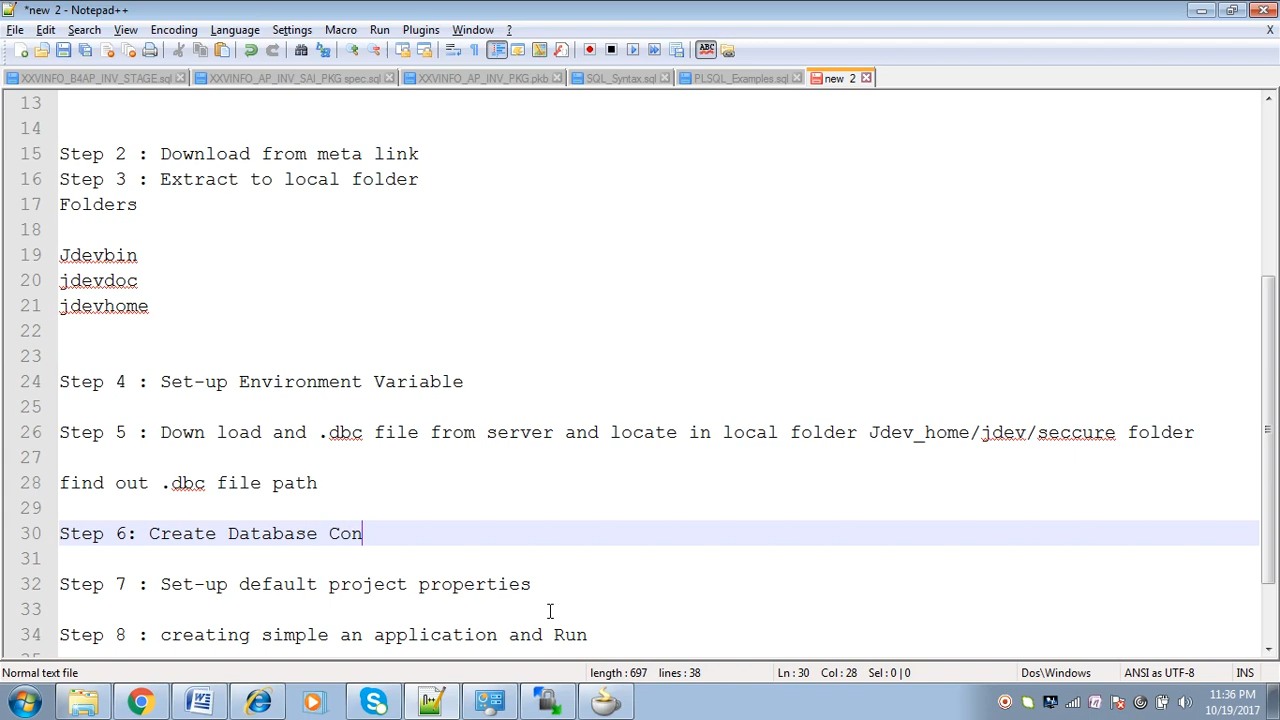 *new 2 - Notepad++
File Edit Search View Encoding Language Settings Macro Run Plugins Window ? X
XXVINFO_B4AP_INV_STAGE.sql XXVINFO_AP_INV_SAI_PKG spec.sql XXVINFO_AP_INV_PKG.pkb SQL_Syntax.sql PLSQL_Examples.sql new 2
13
14
15 Step 2 : Download from meta link
16 Step 3 : Extract to local folder
17 Folders
18
19 Jdevbin
20 jdevdoc
21 jdevhome
22
23
24 Step 4 : Set-up Environment Variable
25
26 Step 5 : Down load and .dbc file from server and locate in local folder Jdev_home/jdev/seccure folder
27
28 find out .dbc file path
29
30 Step 6: Create Database Con
31
32 Step 7 : Set-up default project properties
33
34 Step 8 : creating simple an application and Run
Normal text file length : 697 lines : 38 Ln : 30 Col : 28 Sel : 0 | 0 Dos\Windows ANSI as UTF-8 INS
11:36 PM
10/19/2017